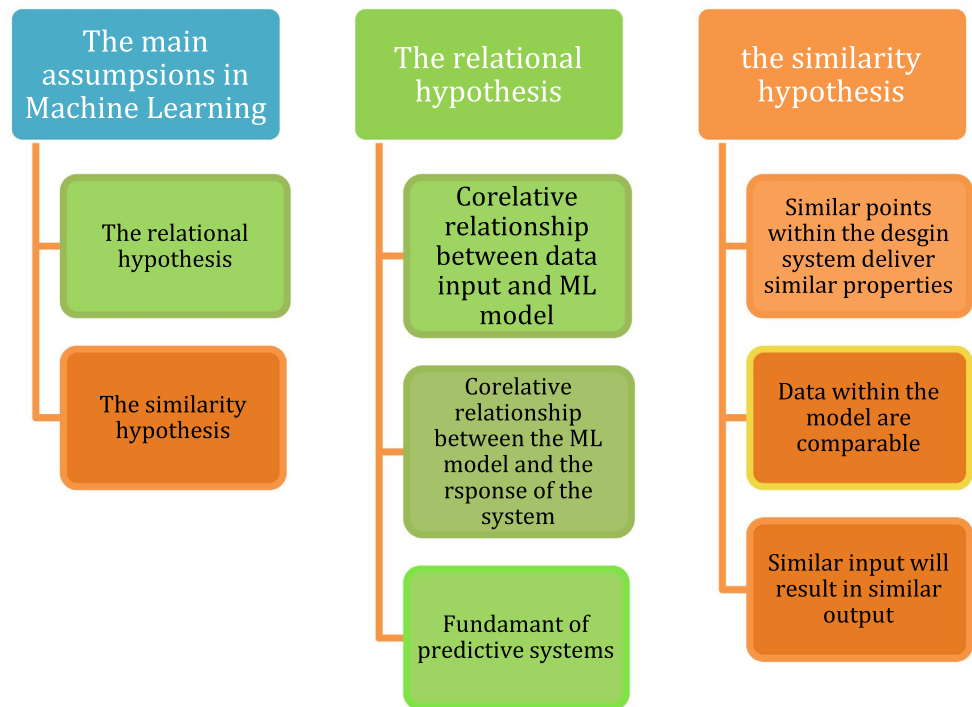 The main
assumpsions in
Machine Learning
The relational
hypothesis
The similarity
hypothesis
The relational
hypothesis
Corelative
relationship
between data
input and ML
model
Corelative
relationship
between the ML
model and the
rsponse of the
system
Fundamant of
predictive systems
the similarity
hypothesis
Similar points
within the desgin
system deliver
similar properties
Data within the
model are
comparable
Similar input will
result in similar
output